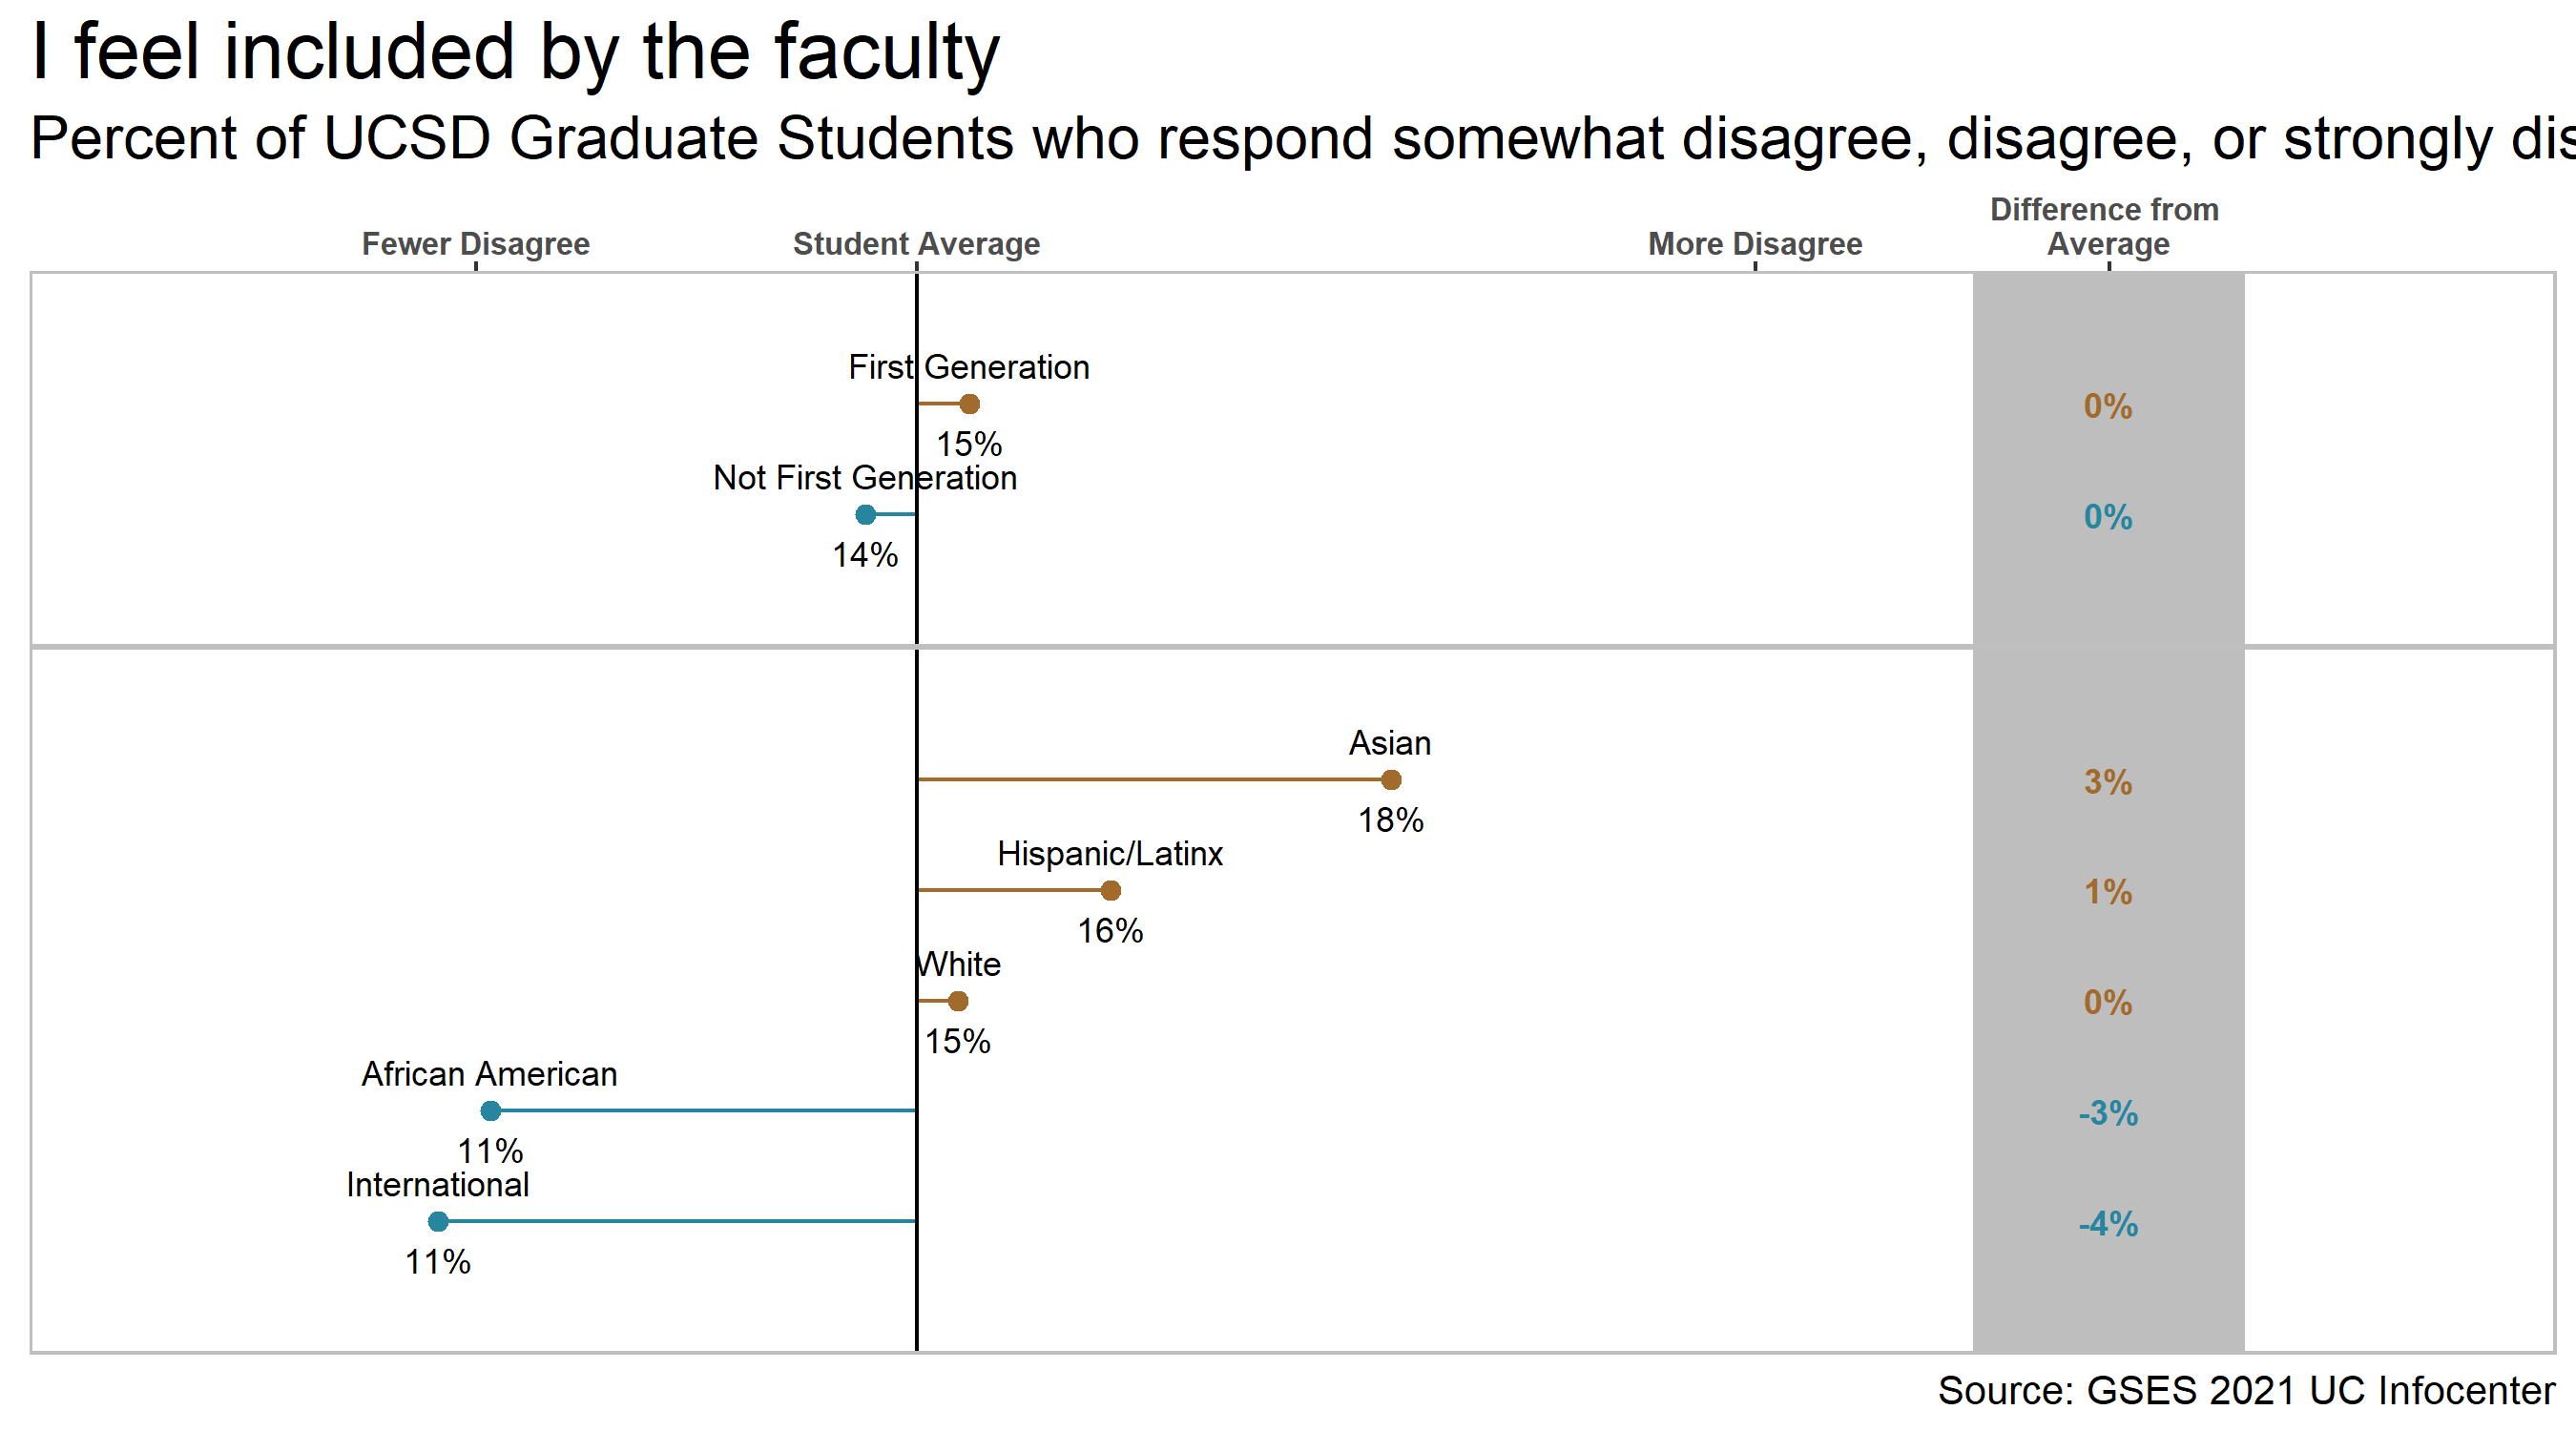 I feel included by the faculty
Percent of UCSD Graduate Students who respond somewhat disagree, disagree, or strongly dis
Fewer Disagree
Student Average
More Disagree
Difference from
Average
First Generation
15%
0%
Not First Generation
14%
0%
Asian
18%
3%
Hispanic/Latinx
16%
1%
White
15%
0%
African American
11%
-3%
International
11%
-4%
Source: GSES 2021 UC Infocenter